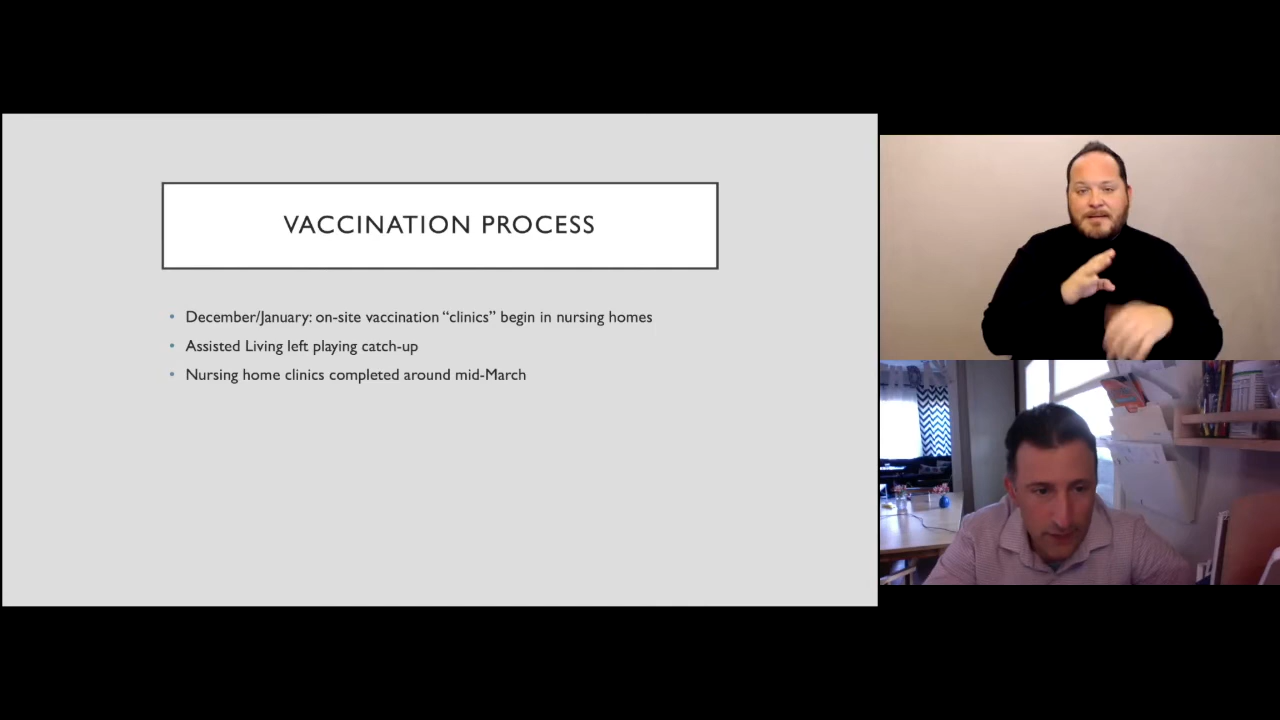 VACCINATION PROCESS
• December/January: on-site vaccination “clinics” begin in nursing homes
• Assisted Living left playing catch-up
• Nursing home clinics completed around mid-March